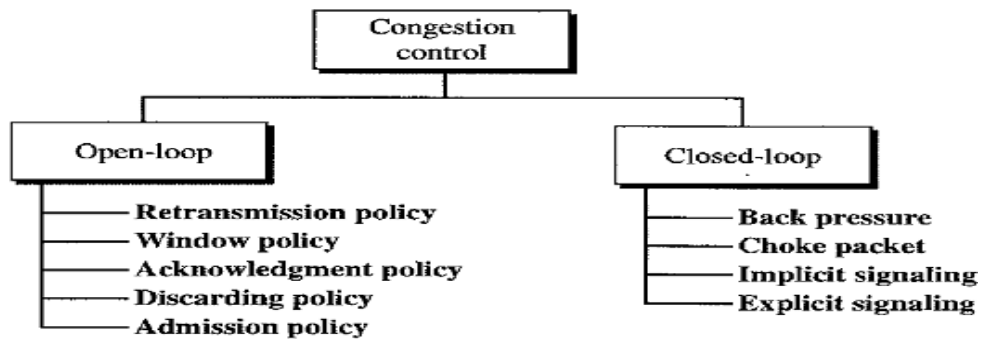 Congestion
control
Open-loop
Closed-loop
Retransmission policy
Window policy
Acknowledgment policy
Discarding policy
Admission policy
Back pressure
Choke packet
Implicit signaling
Explicit signaling